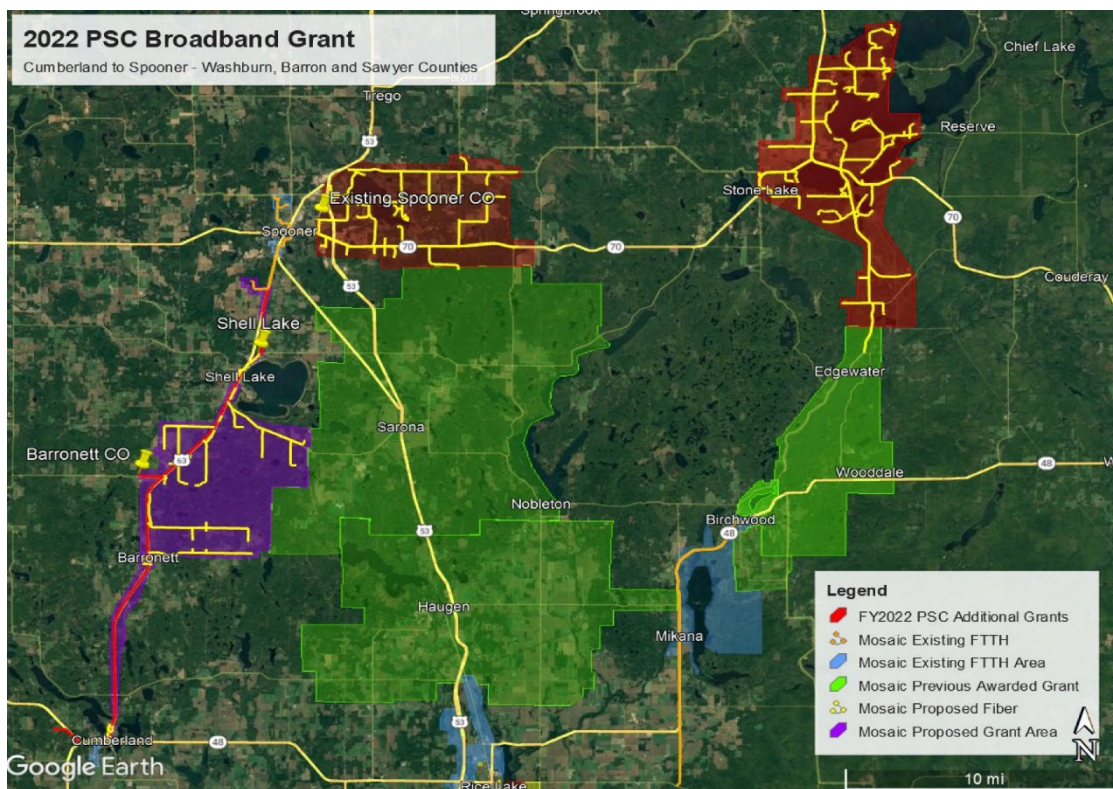 Springbrook
2022 PSC Broadband Grant
Cumberland to Spooner - Washburn, Barron and Sawyer Counties
Chief Lake
Trego
53
Reserve
Stone Lake
Existing Spooner CO
Spooner
70
70
70
Couderay
53
Shell Lake
Shell Lake
Edgewater
Sarona
Barronett CO
63
Wooddale
48
W
Nobleton
Birchwood
48
53
Barronett
Haugen
Mikana
Legend
FY2022 PSC Additional Grants
Mosaic Existing FTTH
Mosaic Existing FTTH Area
Mosaic Previous Awarded Grant
Mosaic Proposed Fiber
Mosaic Proposed Grant Area
53
Cumberland
48
N
Google Earth
Rice Lake
10 mi